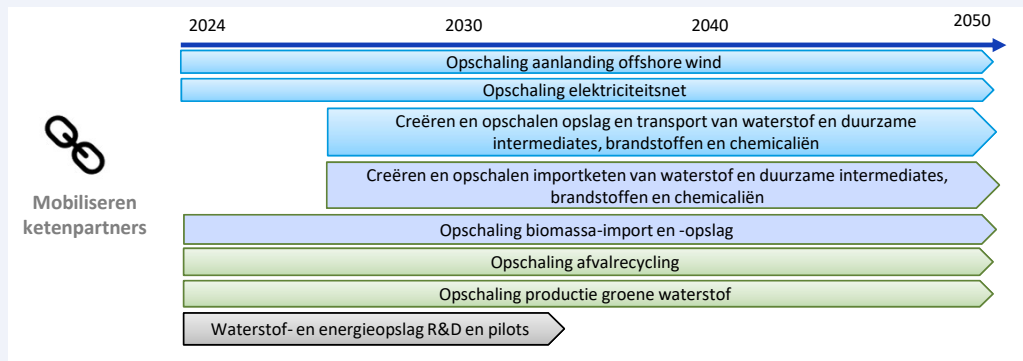 2024 2030 2040 2050
Opschaling aanlanding offshore wind
Opschaling elektriciteitsnet
Creëren en opschalen opslag en transport van waterstof en duurzame
intermediates, brandstoffen en chemicaliën
Creëren en opschalen importketen van waterstof en duurzame intermediates,
brandstoffen en chemicaliën
Mobiliseren
ketenpartners
Opschaling biomassa-import en -opslag
Opschaling afvalrecycling
Opschaling productie groene waterstof
Waterstof- en energieopslag R&D en pilots